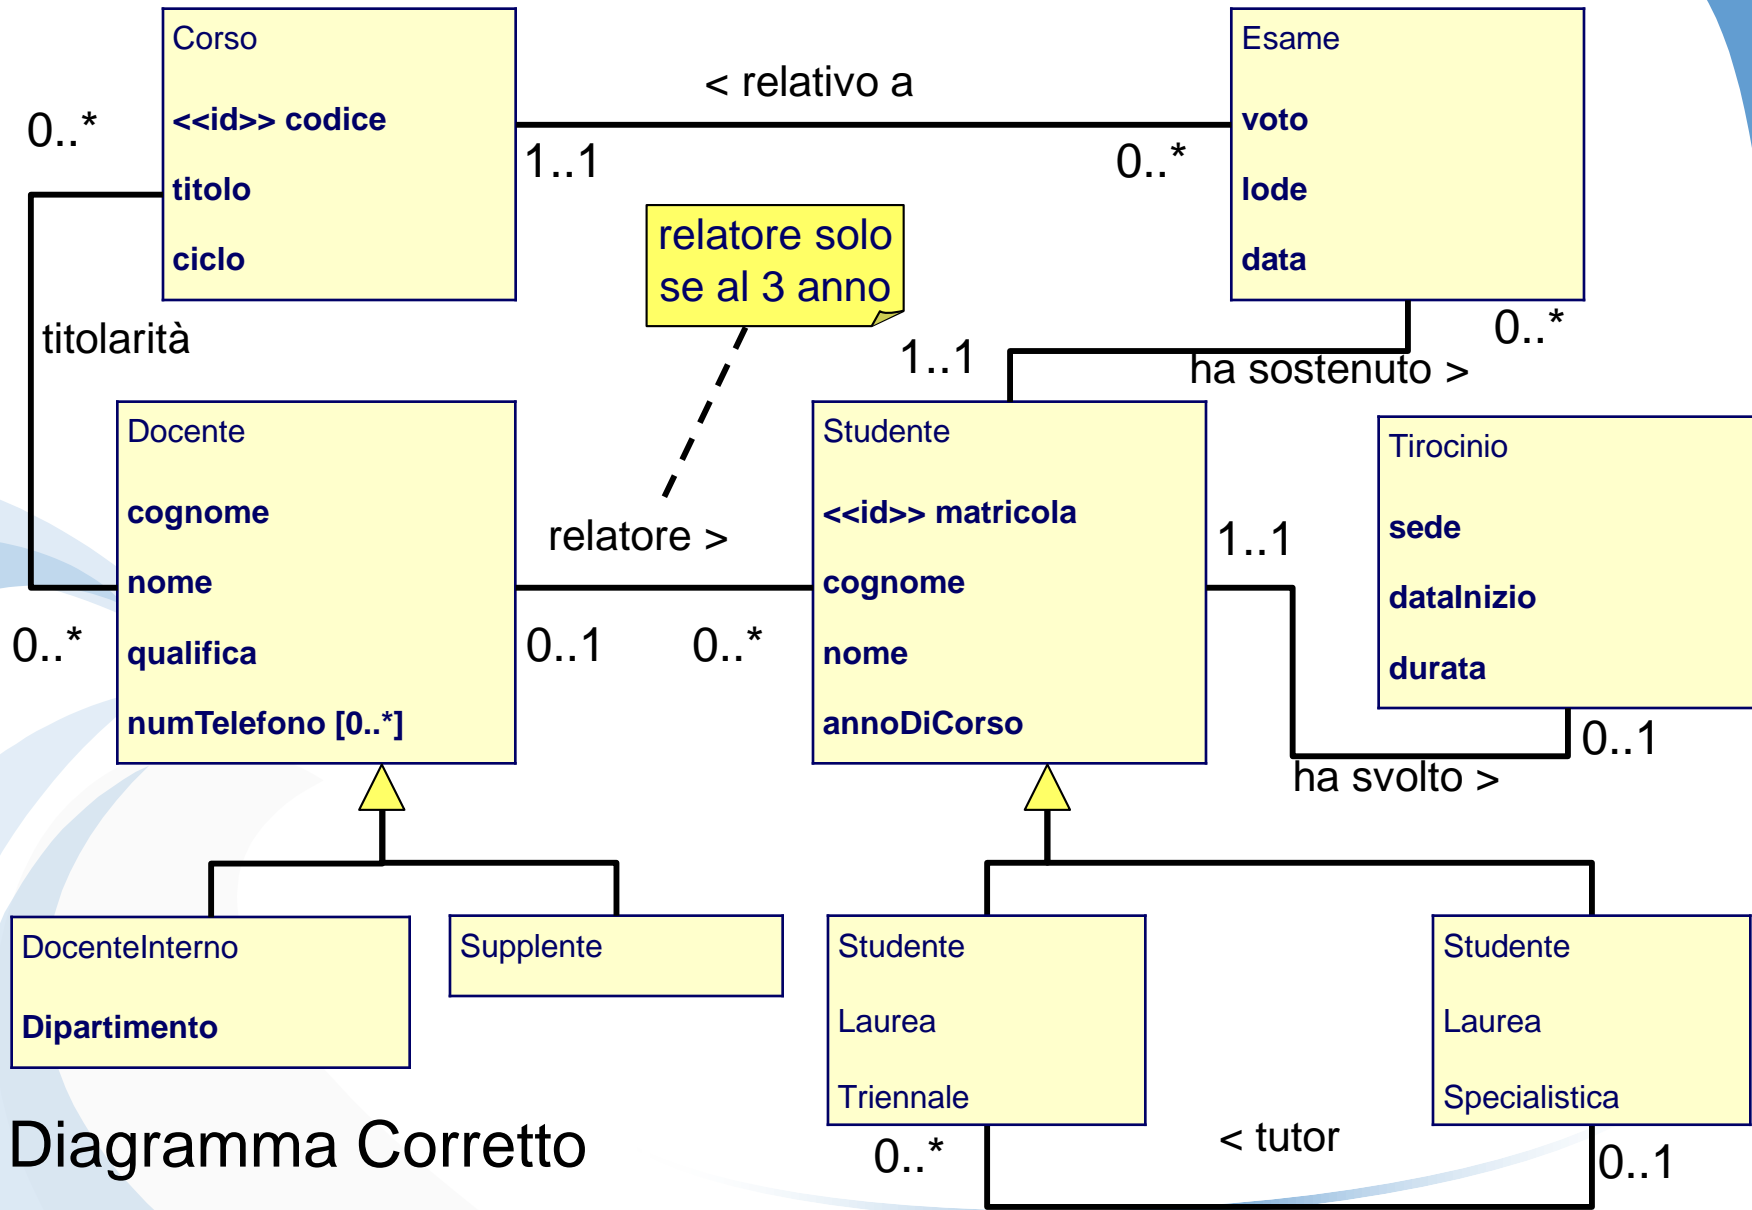 Corso
<<id>> codice
titolo
ciclo
0..*
1..1
< relativo a
0..*
Esame
voto
lode
data
relatore solo
se al 3 anno
titolarità
1..1
0..*
ha sostenuto >
Docente
cognome
nome
qualifica
numTelefono [0..*]
0..*
relatore >
0..1
0..*
Studente
<<id>> matricola
cognome
nome
annoDiCorso
1..1
Tirocinio
sede
dataInizio
durata
0..1
ha svolto >
DocenteInterno
Dipartimento
Supplente
Studente
Laurea
Triennale
Studente
Laurea
Specialistica
0..*
< tutor
0..1
Diagramma Corretto